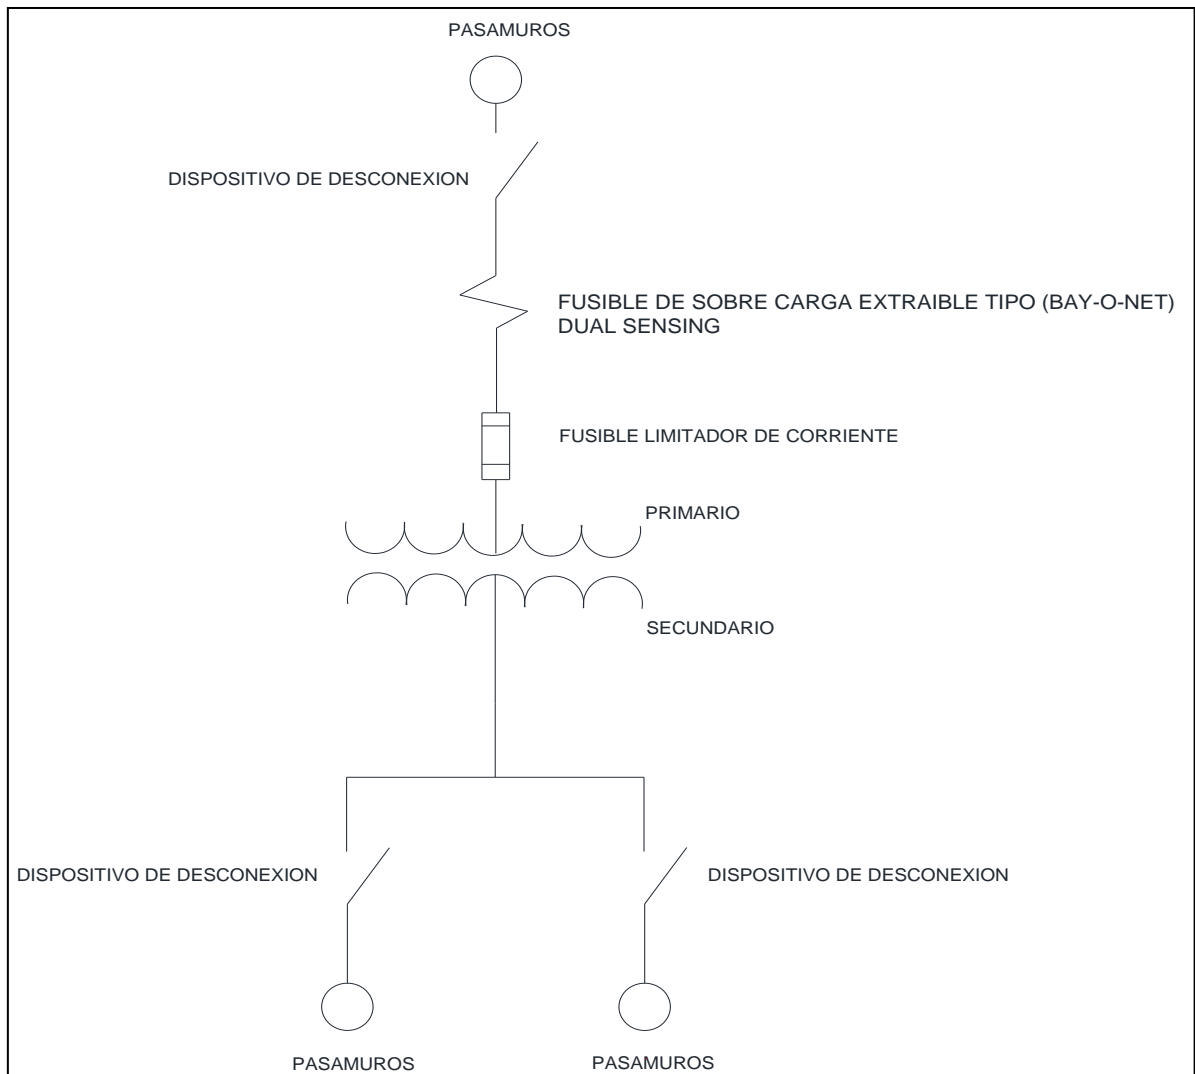 PASAMUROS
DISPOSITIVO DE DESCONEXION
FUSIBLE DE SOBRE CARGA EXTRAIBLE TIPO (BAY-O-NET)
DUAL SENSING
FUSIBLE LIMITADOR DE CORRIENTE
PRIMARIO
SECUNDARIO
DISPOSITIVO DE DESCONEXION
DISPOSITIVO DE DESCONEXION
PASAMUROS
PASAMUROS